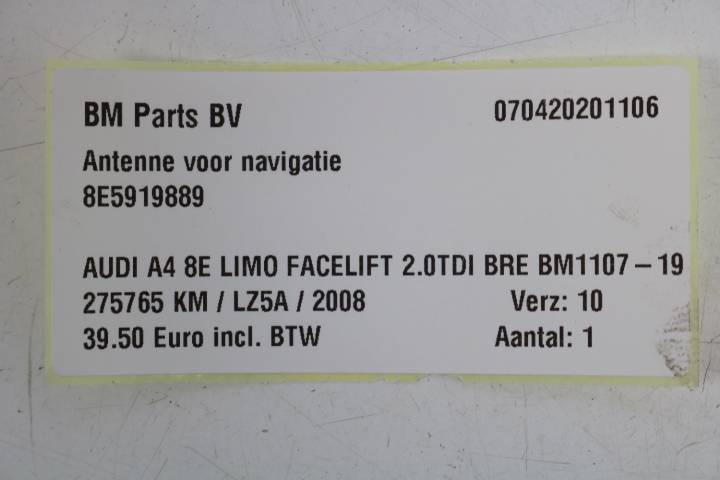 BM Parts BV 070420201106
Antenne voor navigatie
8E5919889
AUDI A4 8E LIMO FACELIFT 2.0TDI BRE BM1107-19
275765 KM / LZ5A / 2008 Verz: 10
39.50 Euro incl. BTW Aantal: 1